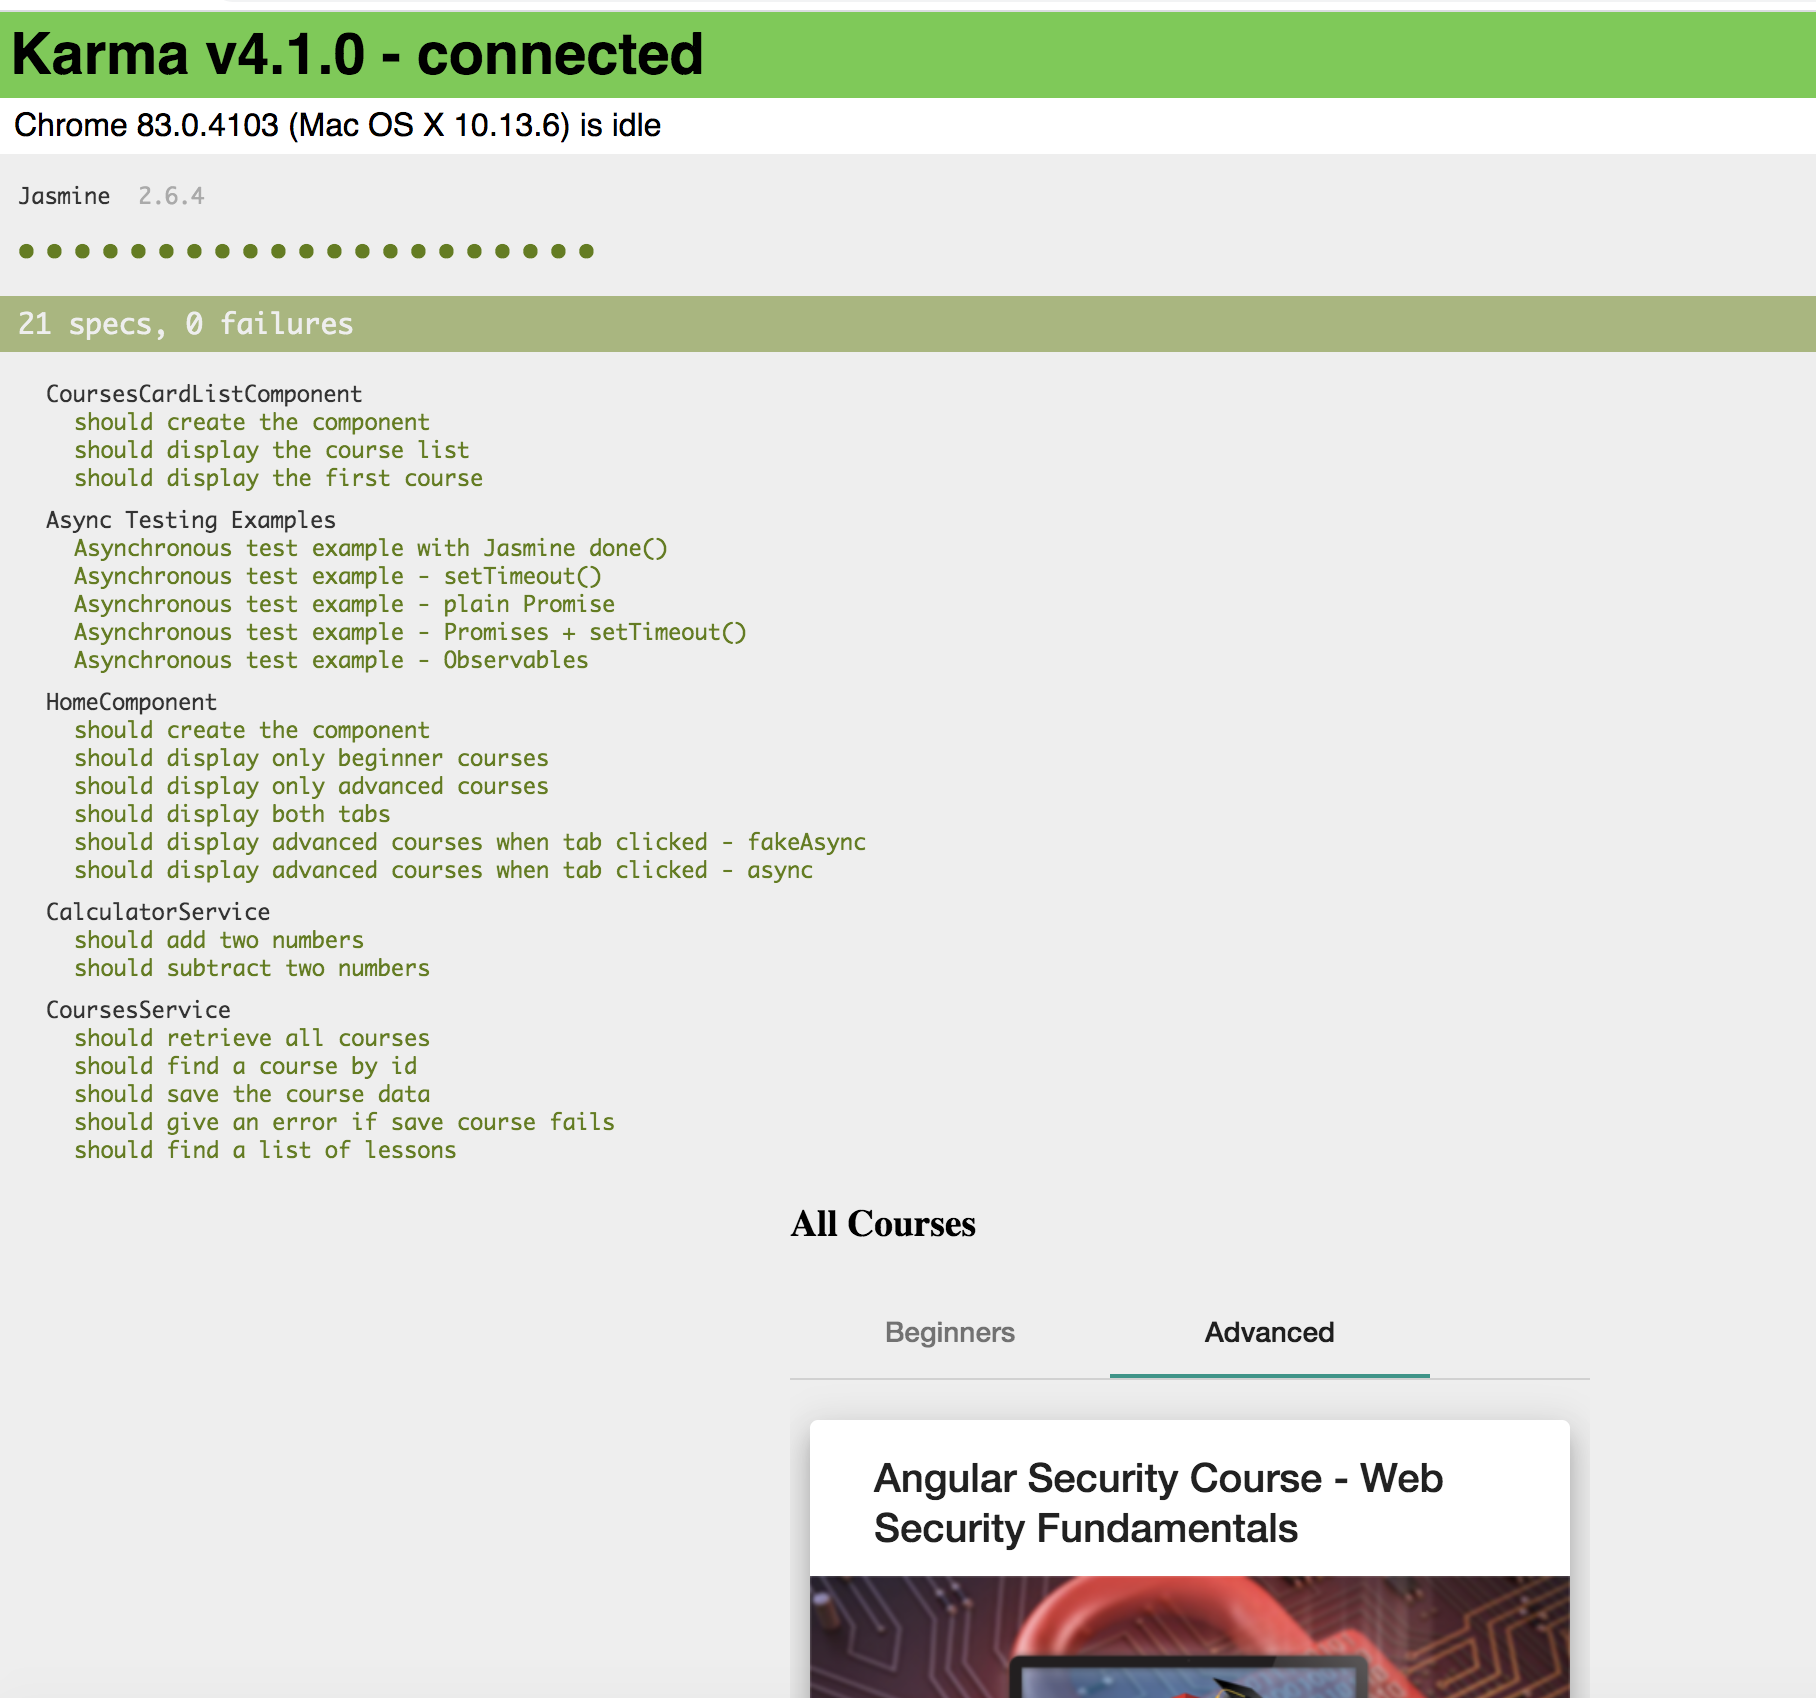 Karma v4.1.0 - connected
Chrome 83.0.4103 (Mac OS X 10.13.6) is idle
Jasmine 2.6.4
21 specs, 0 failures
CoursesCardListComponent
should create the component
should display the course list
should display the first course
Async Testing Examples
Asynchronous test example with Jasmine done()
Asynchronous test example - setTimeout()
Asynchronous test example - plain Promise
Asynchronous test example - Promises + setTimeout()
Asynchronous test example - Observables
HomeComponent
should create the component
should display only beginner courses
should display only advanced courses
should display both tabs
should display advanced courses when tab clicked - fakeAsync
should display advanced courses when tab clicked - async
CalculatorService
should add two numbers
should subtract two numbers
CoursesService
should retrieve all courses
should find a course by id
should save the course data
should give an error if save course fails
should find a list of lessons
All Courses
Beginners Advanced
Angular Security Course - Web
Security Fundamentals